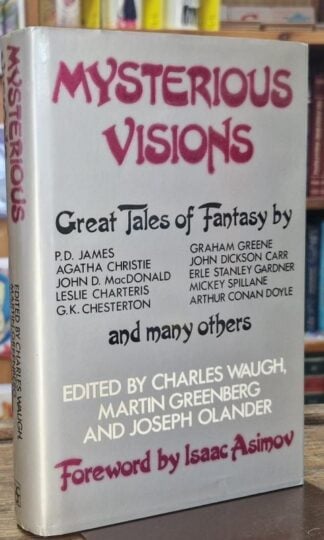 MYSTERIOUS
VISIONS
Great Tales of Fantasy by
P.D. JAMES
AGATHA CHRISTIE
JOHN D. MacDONALD
LESLIE CHARTERIS
G.K. CHESTERTON
GRAHAM GREENE
JOHN DICKSON CARR
ERLE STANLEY GARDNER
MICKEY SPILLANE
ARTHUR CONAN DOYLE
and many others
EDITED BY CHARLES WAUGH,
MARTIN GREENBERG
AND JOSEPH OLANDER
Foreword by Isaac Asimov
MYSTERIOUS
EDITED BY CHARLES WAUGH